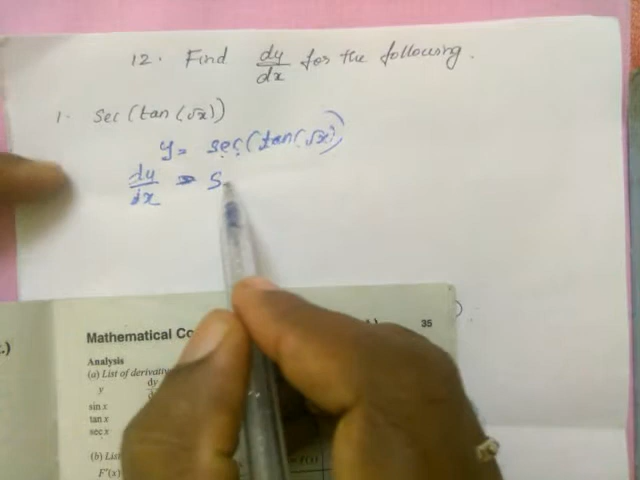 12. Find dy/dx for the following.
1. Sec(tan(√x))
y = sec(tan(√x))
dy/dx = s
.)
Mathematical Co
35
Analysis
(a) List of derivativ
y dy
sin x
tan x
sec x
(b) List
F'(x)